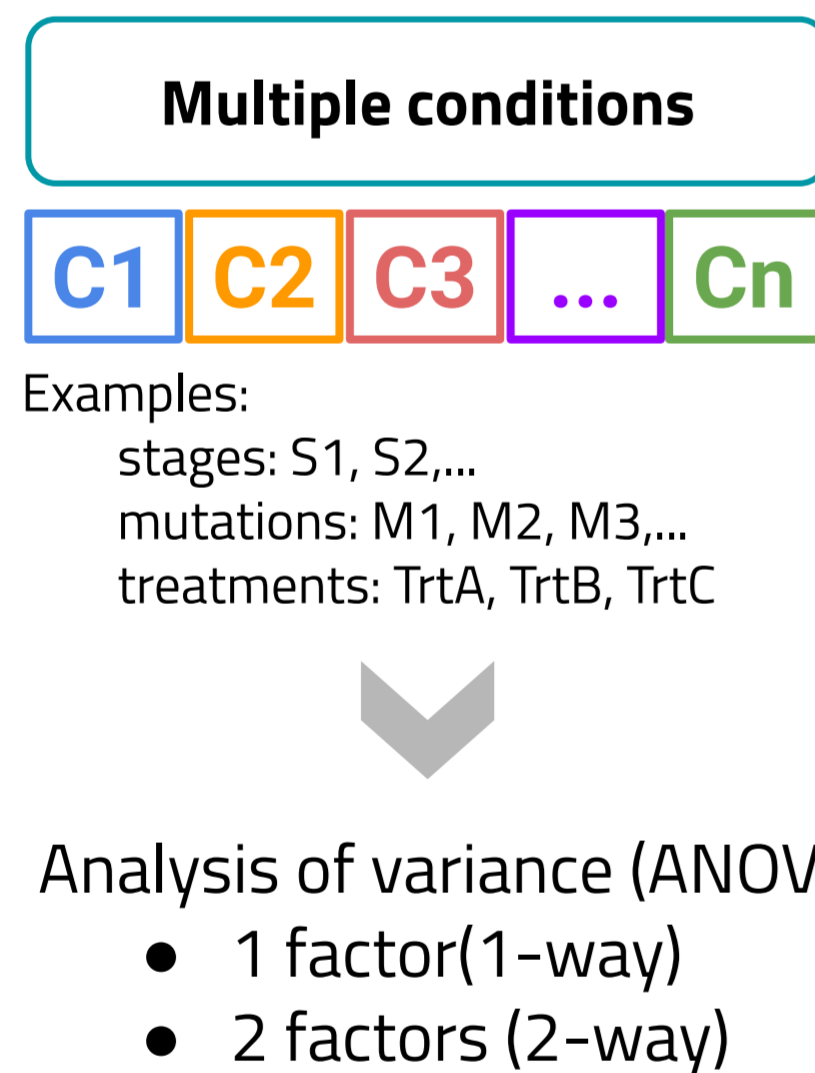 Multiple conditions
C1 C2 C3 ... Cn
Examples:
stages: S1, S2,...
mutations: M1, M2, M3,...
treatments: TrtA, TrtB, TrtC
Analysis of variance (ANOV
● 1 factor(1-way)
● 2 factors (2-way)